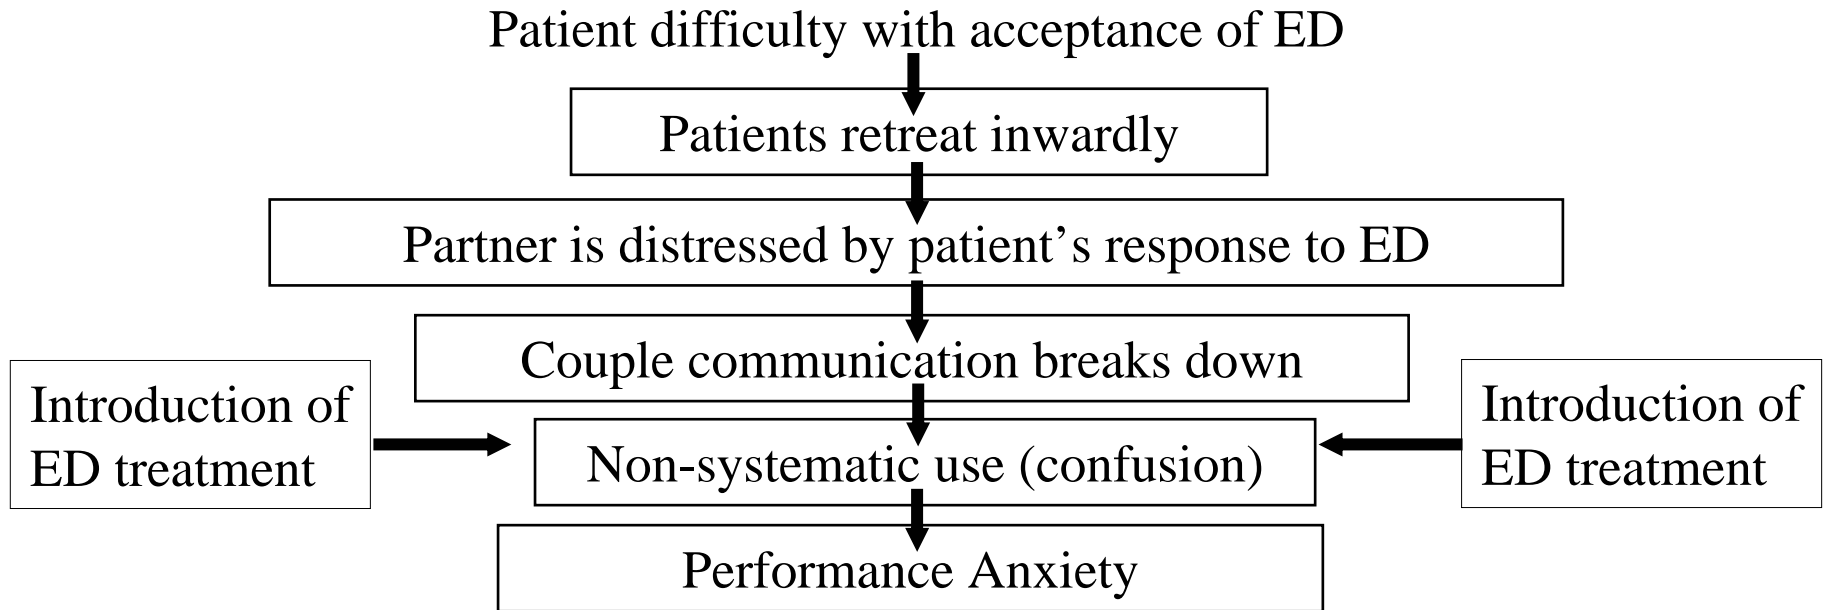 Patient difficulty with acceptance of ED
Patients retreat inwardly
Partner is distressed by patient’s response to ED
Couple communication breaks down
Introduction of
ED treatment
Non-systematic use (confusion)
Introduction of
ED treatment
Performance Anxiety